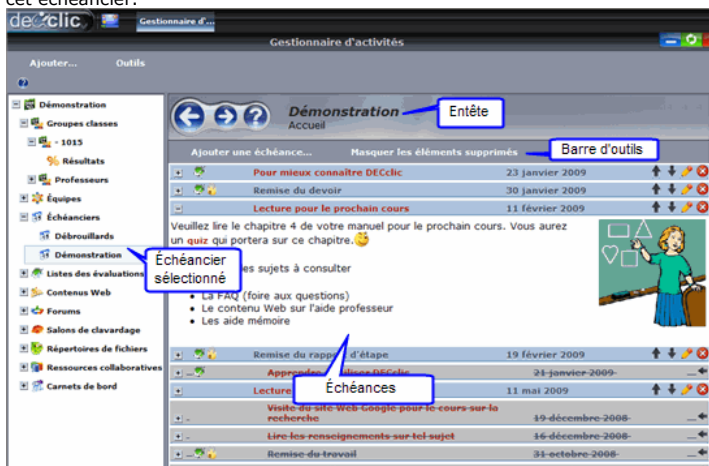 cet échéancier.
decclic
Gestionnaire d'...
Gestionnaire d'activités
Ajouter...
Outils
Démonstration
Groupes classes
- 1015
Résultats
Professeurs
Équipes
Échéanciers
Débrouillards
Démonstration
Listes des évaluations
Contenus Web
Forums
Salons de clavardage
Répertoires de fichiers
Ressources collaboratives
Carnets de bord
Échéancier
sélectionné
Démonstration
Accueil
Entête
Ajouter une échéance...
Masquer les éléments supprimés
Barre d'outils
Pour mieux connaître DECclic 23 janvier 2009
Remise du devoir 30 janvier 2009
Lecture pour le prochain cours 11 février 2009
Veuillez lire le chapitre 4 de votre manuel pour le prochain cours. Vous aurez
un quiz qui portera sur ce chapitre.
es sujets à consulter
• La FAQ (foire aux questions)
• Le contenu Web sur l'aide professeur
• Les aide mémoire
Échéances
Remise du rapport d'étape 19 février 2009
Apprendre iliser DECclic 21 janvier 2009
Lecture 11 mai 2009
Visite du site Web Google pour le cours sur la
recherche 19 décembre 2008
Lire les renseignements sur tel sujet 16 décembre 2008
Remise du travail 31 octobre 2008